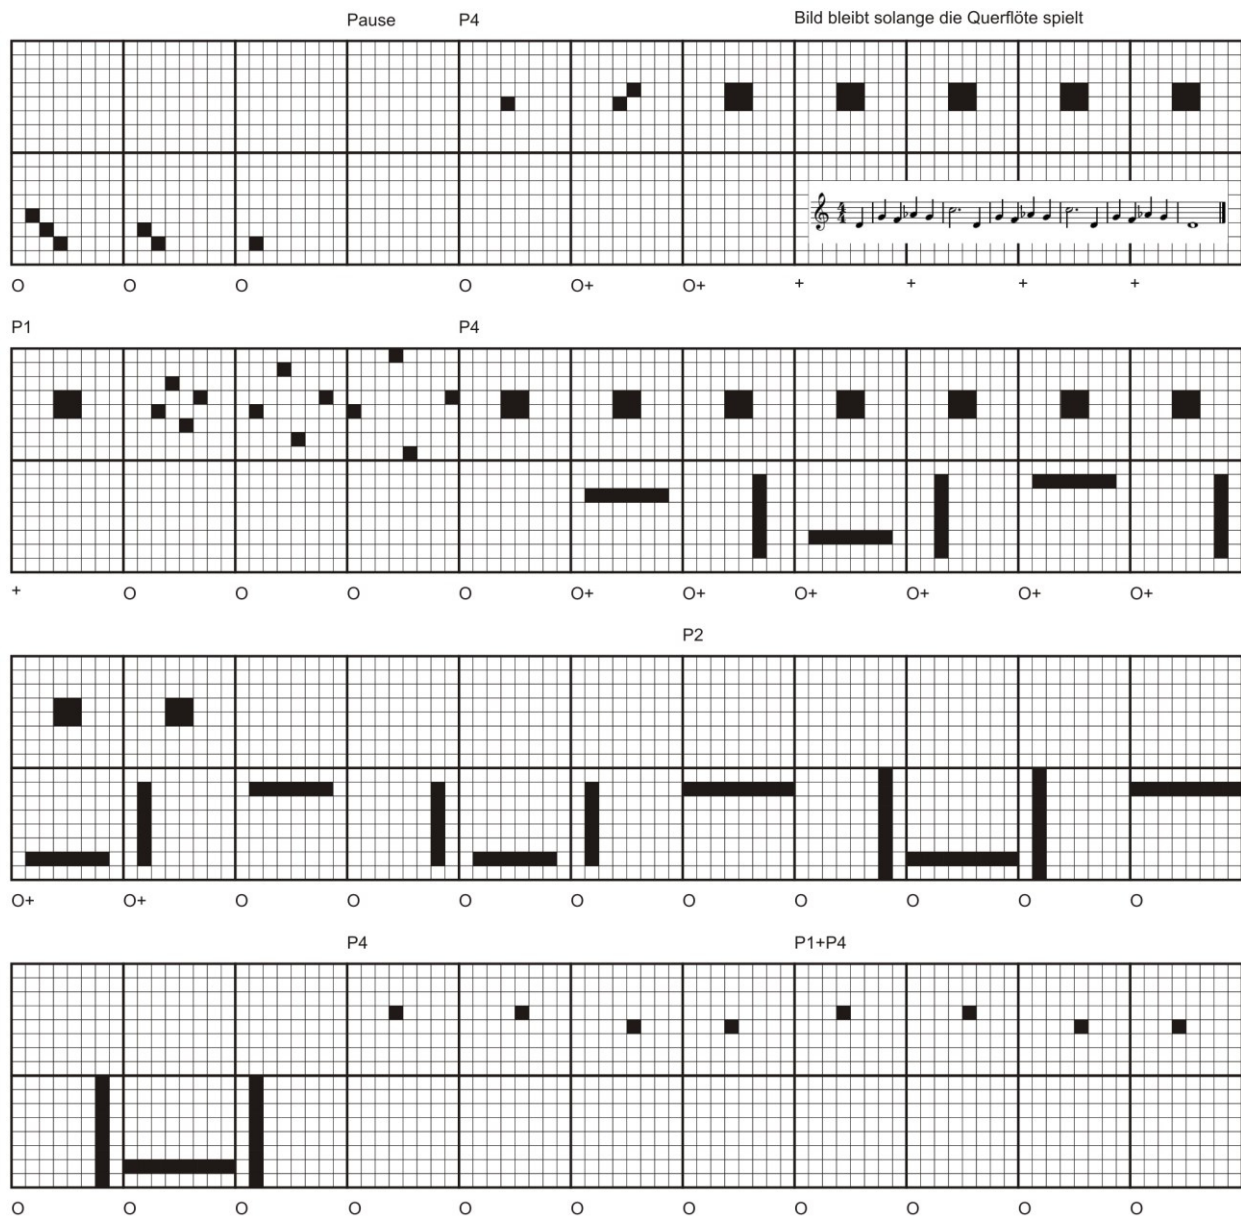 Pause P4 Bild bleibt solange die Querflöte spielt
O O O O O+ O+ + + + +
P1 P4
+ O O O O O+ O+ O+ O+ O+ O+
P2
O+ O+ O O O O O O O O O
P4 P1+P4
O O O O O O O O O O O